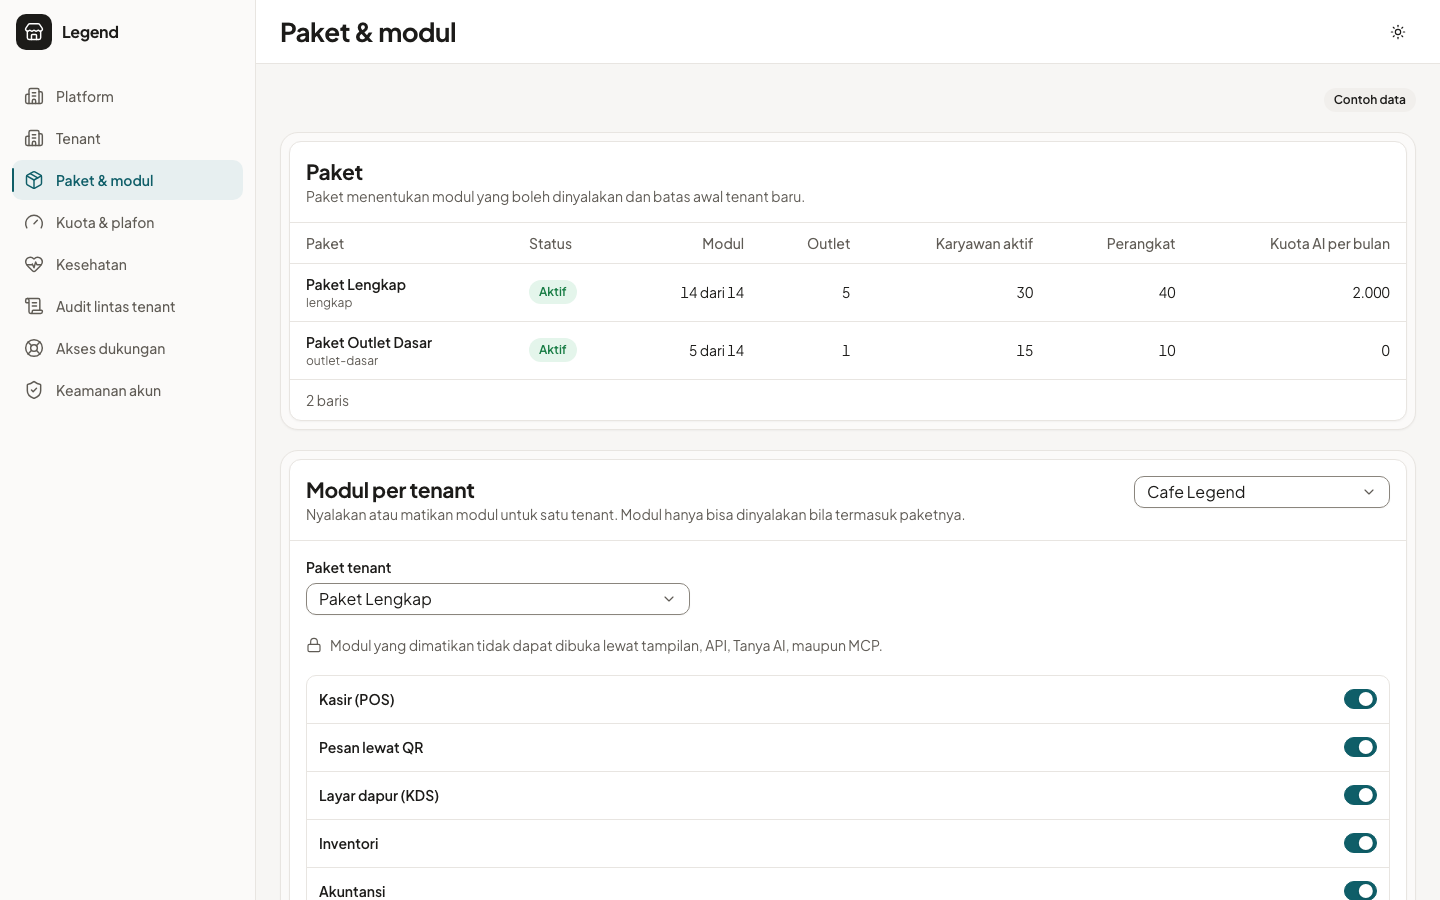 Legend
Paket & modul
Platform
Tenant
Paket & modul
Kuota & plafon
Kesehatan
Audit lintas tenant
Akses dukungan
Keamanan akun
Contoh data
Paket
Paket menentukan modul yang boleh dinyalakan dan batas awal tenant baru.
Paket Status Modul Outlet Karyawan aktif Perangkat Kuota AI per bulan
Paket Lengkap Aktif 14 dari 14 5 30 40 2.000
lengkap
Paket Outlet Dasar Aktif 5 dari 14 1 15 10 0
outlet-dasar
2 baris
Modul per tenant
Cafe Legend
Nyalakan atau matikan modul untuk satu tenant. Modul hanya bisa dinyalakan bila termasuk paketnya.
Paket tenant
Paket Lengkap
Modul yang dimatikan tidak dapat dibuka lewat tampilan, API, Tanya AI, maupun MCP.
Kasir (POS)
Pesan lewat QR
Layar dapur (KDS)
Inventori
Akuntansi